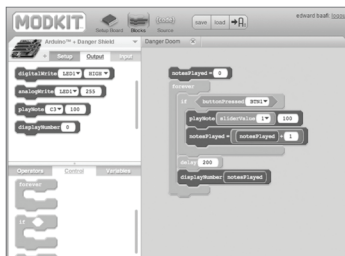 MODKIT
Setup Board
Blocks
Source
save
load
edward baafi
Arduino™ + Danger Shield
Danger Doom
Setup
Output
Input
digitalWrite LED1 HIGH
analogWrite LED1 255
playNote C3 100
displayNumber 0
Operators
Control
Variables
forever
if
notesPlayed = 0
forever
if buttonPressed BTN1
playNote sliderValue 1 100
notesPlayed = notesPlayed + 1
delay 200
displayNumber notesPlayed